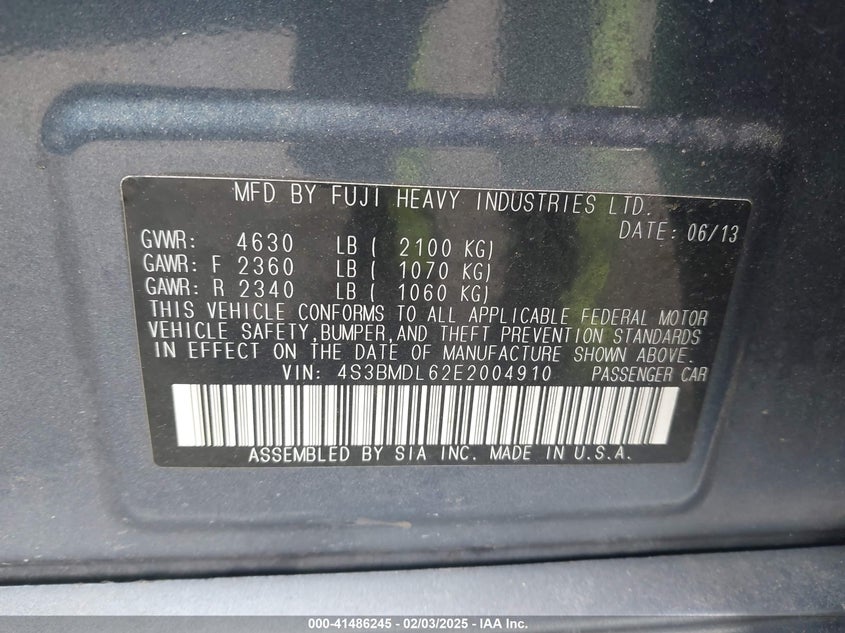 MFD BY FUJI HEAVY INDUSTRIES LTD.
DATE: 06/13
GVWR: 4630 LB ( 2100 KG)
GAWR: F 2360 LB ( 1070 KG)
GAWR: R 2340 LB ( 1060 KG)
THIS VEHICLE CONFORMS TO ALL APPLICABLE FEDERAL MOTOR
VEHICLE SAFETY,BUMPER,AND THEFT PREVENTION STANDARDS
IN EFFECT ON THE DATE OF MANUFACTURE SHOWN ABOVE.
VIN: 4S3BMDL62E2004910 PASSENGER CAR
ASSEMBLED BY SIA INC. MADE IN U.S.A.
000-41486245 - 02/03/2025 - IAA Inc.